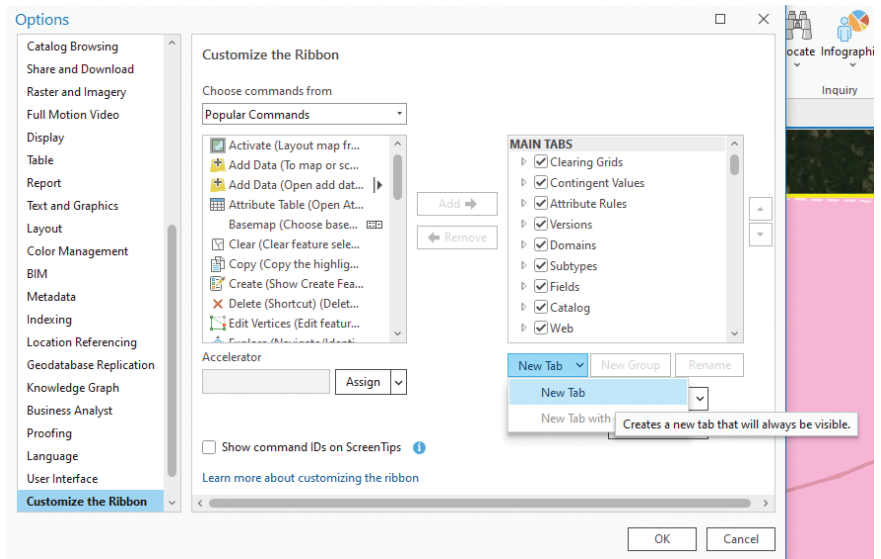 Options
Catalog Browsing
Share and Download
Raster and Imagery
Full Motion Video
Display
Table
Report
Text and Graphics
Layout
Color Management
BIM
Metadata
Indexing
Location Referencing
Geodatabase Replication
Knowledge Graph
Business Analyst
Proofing
Language
User Interface
Customize the Ribbon
Customize the Ribbon
Choose commands from
Popular Commands
Activate (Layout map fr...
Add Data (To map or sc...
Add Data (Open add dat...
Attribute Table (Open At...
Basemap (Choose base...
Clear (Clear feature sele...
Copy (Copy the highlig...
Create (Show Create Fea...
Delete (Shortcut) (Delet...
Edit Vertices (Edit featur...
Accelerator
Assign
Show command IDs on ScreenTips
Learn more about customizing the ribbon
Add
Remove
MAIN TABS
Clearing Grids
Contingent Values
Attribute Rules
Versions
Domains
Subtypes
Fields
Catalog
Web
New Tab
New Group
Rename
New Tab
New Tab with
Creates a new tab that will always be visible.
OK
Cancel
ocate Infographi
Inquiry